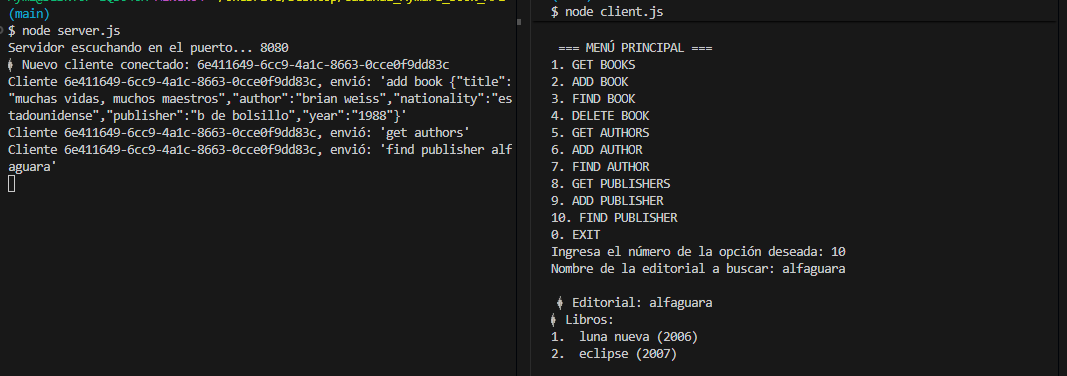 (main)
$ node server.js
Servidor escuchando en el puerto... 8080
Nuevo cliente conectado: 6e411649-6cc9-4a1c-8663-0cce0f9dd83c
Cliente 6e411649-6cc9-4a1c-8663-0cce0f9dd83c, envió: 'add book {"title":
"muchas vidas, muchos maestros","author":"brian weiss","nationality":"es
tadounidense","publisher":"b de bolsillo","year":"1988"}'
Cliente 6e411649-6cc9-4a1c-8663-0cce0f9dd83c, envió: 'get authors'
Cliente 6e411649-6cc9-4a1c-8663-0cce0f9dd83c, envió: 'find publisher alf
aguara'
$ node client.js
=== MENÚ PRINCIPAL ===
1. GET BOOKS
2. ADD BOOK
3. FIND BOOK
4. DELETE BOOK
5. GET AUTHORS
6. ADD AUTHOR
7. FIND AUTHOR
8. GET PUBLISHERS
9. ADD PUBLISHER
10. FIND PUBLISHER
0. EXIT
Ingresa el número de la opción deseada: 10
Nombre de la editorial a buscar: alfaguara
Editorial: alfaguara
Libros:
1.  luna nueva (2006)
2.  eclipse (2007)